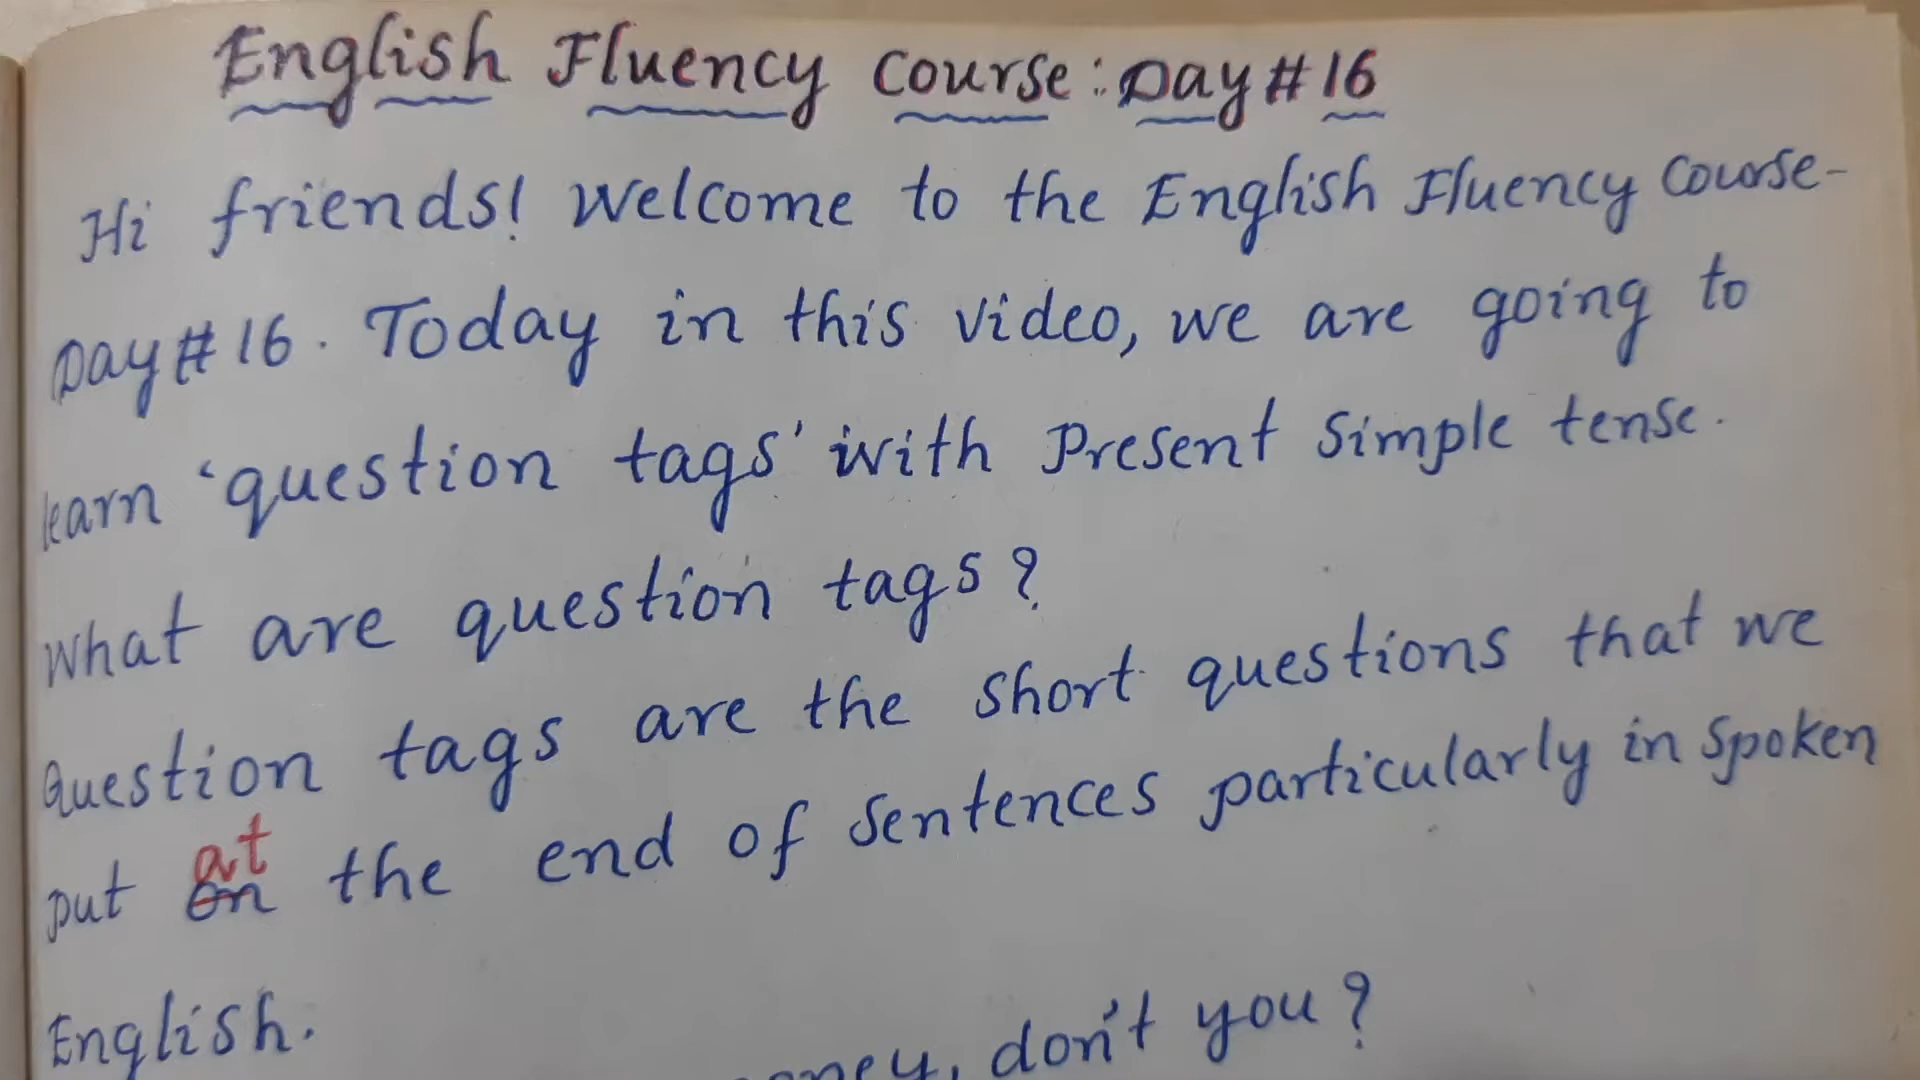 English Fluency Course: Day # 16
Hi friends! Welcome to the English Fluency Course-
Day # 16. Today in this video, we are going to
learn 'question tags' with Present Simple tense.
What are question tags?
Question tags are the short questions that we
put on at the end of sentences particularly in Spoken
English.
don't you?